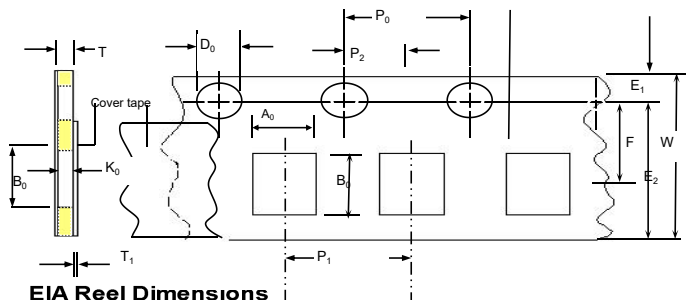 P0
D0
P2
T
E1
Cover tape
A0
F
W
K0
B0
B0
E2
T1
P1
EIA Reel Dimensions